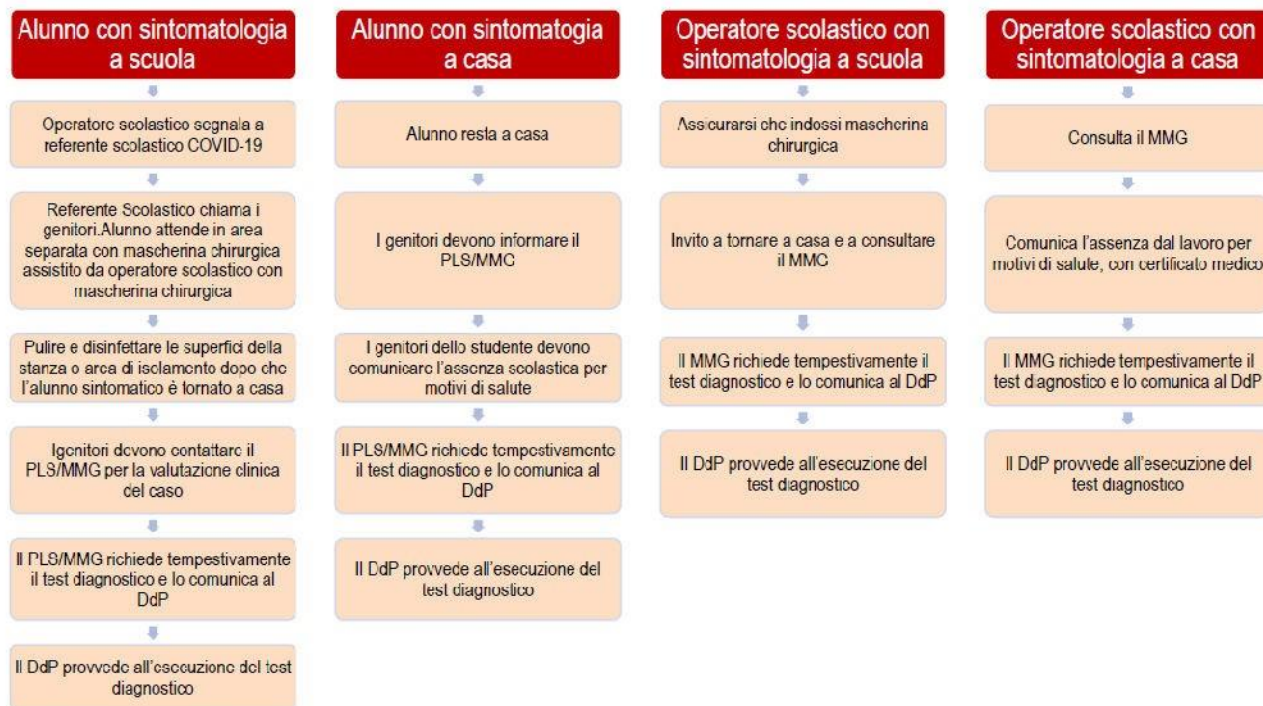 Alunno con sintomatologia
a scuola
Operatore scolastico segnala a
referente scolastico COVID-19
Referente Scolastico chiama i
genitori.Alunno attende in area
separata con mascherina chirurgica
assistito da operatore scolastico con
mascherina chirurgica
Pulire e disinfettare le superfici della
stanza o area di isolamento dopo che
l'alunno sintomatico è tornato a casa
Igenitori devono contattare il
PLS/MMG per la valutazione clinica
del caso
Il PLS/MMG richiede tempestivamente
il test diagnostico e lo comunica al
DdP
Il DdP provvede all'esecuzione del test
diagnostico
Alunno con sintomatogia
a casa
Alunno resta a casa
I genitori devono informare il
PLS/MMG
I genitori dello studente devono
comunicare l'assenza scolastica per
motivi di salute
Il PLS/MMG richiede tempestivamente
il test diagnostico e lo comunica al
DdP
Il DdP provvede all'esecuzione del
test diagnostico
Operatore scolastico con
sintomatologia a scuola
Assicurarsi che indossi mascherina
chirurgica
Invito a tornare a casa e a consultare
il MMG
Il MMG richiede tempestivamente il
test diagnostico e lo comunica al DdP
Il DdP provvede all'esecuzione del
test diagnostico
Operatore scolastico con
sintomatologia a casa
Consulta il MMG
Comunica l'assenza dal lavoro per
motivi di salute, con certificato medico
Il MMG richiede tempestivamente il
test diagnostico e lo comunica al DdP
Il DdP provvede all'esecuzione del
test diagnostico